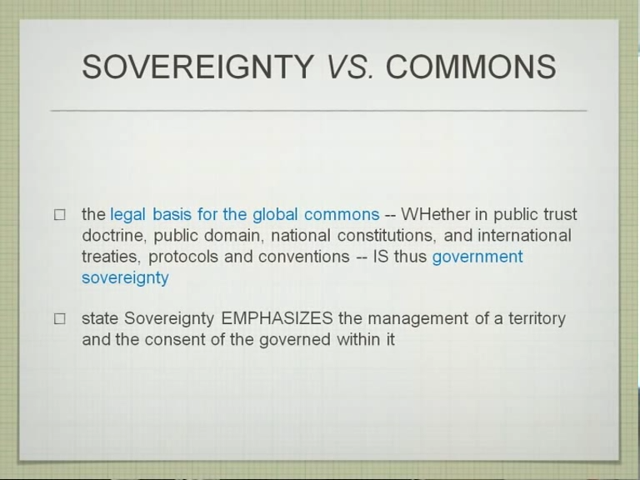 SOVEREIGNTY VS. COMMONS
the legal basis for the global commons -- WHether in public trust
doctrine, public domain, national constitutions, and international
treaties, protocols and conventions -- IS thus government
sovereignty
state Sovereignty EMPHASIZES the management of a territory
and the consent of the governed within it